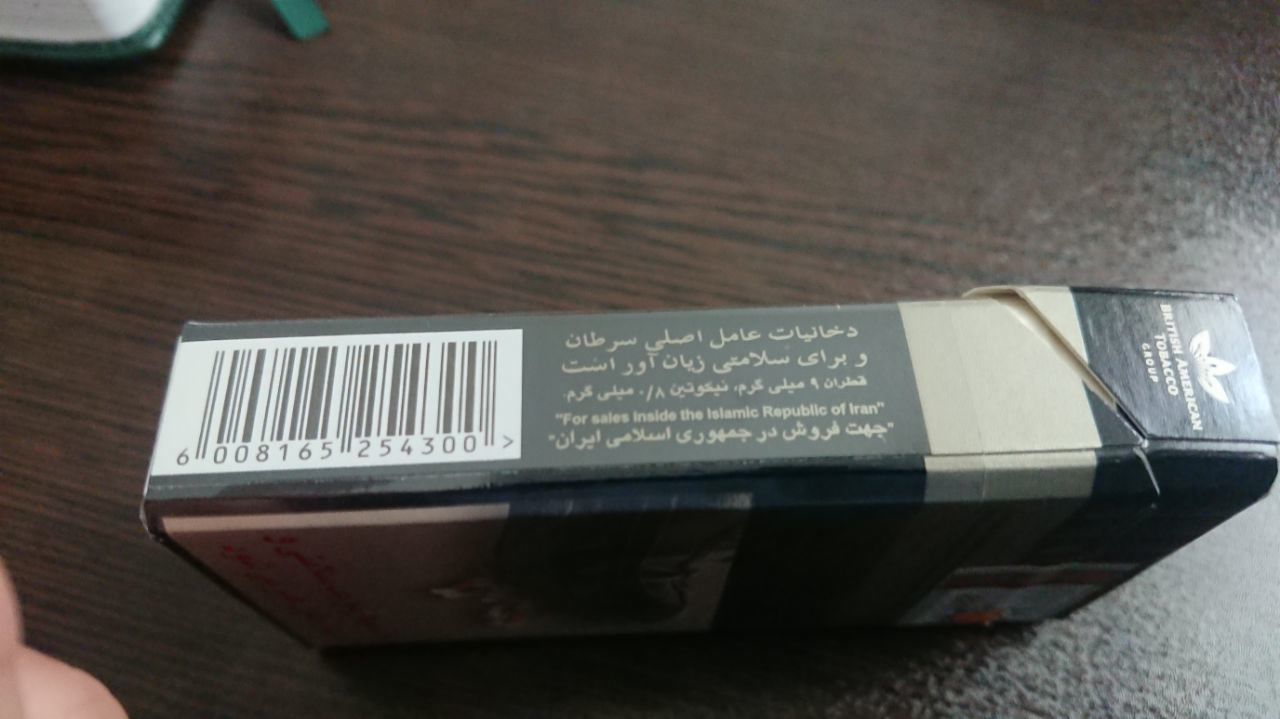 دخانیات عامل اصلی سرطان
و برای سلامتی زیان آور است
قطران ۹ میلی گرم، نیکوتین ۰/۸ میلی گرم.
"For sales inside the Islamic Republic of Iran"
"جهت فروش در جمهوری اسلامی ایران"
6 008165 254300 >
BRITISH AMERICAN
TOBACCO
GROUP